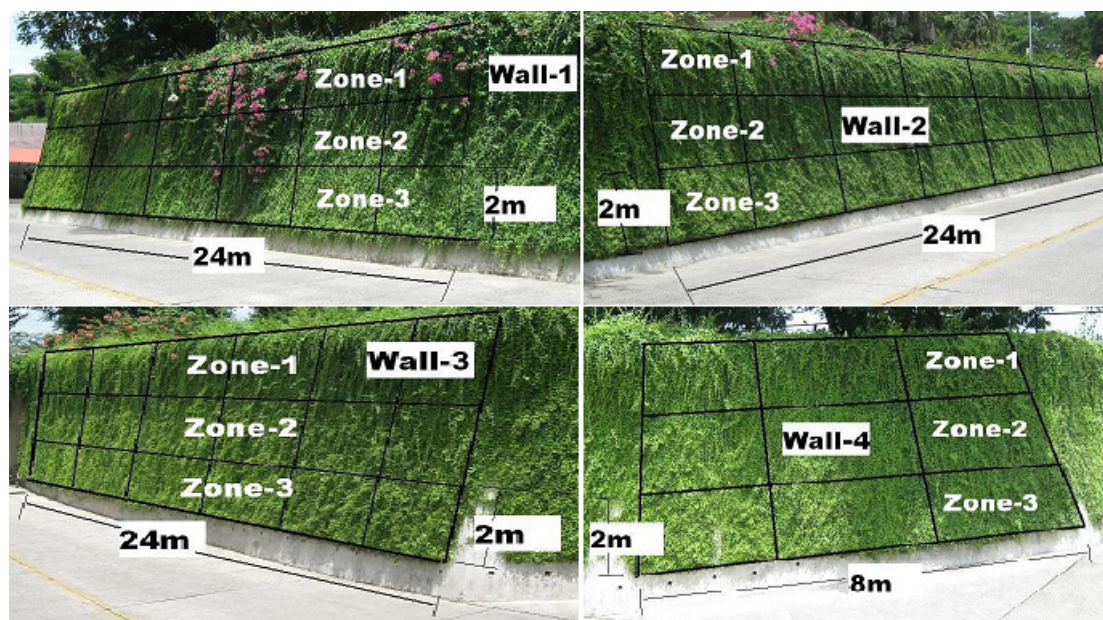 Zone-1
Wall-1
Zone-2
Zone-3
2m
24m
Zone-1
Zone-2
Wall-2
Zone-3
2m
24m
Zone-1
Wall-3
Zone-2
Zone-3
2m
24m
Zone-1
Zone-2
Wall-4
Zone-3
2m
8m